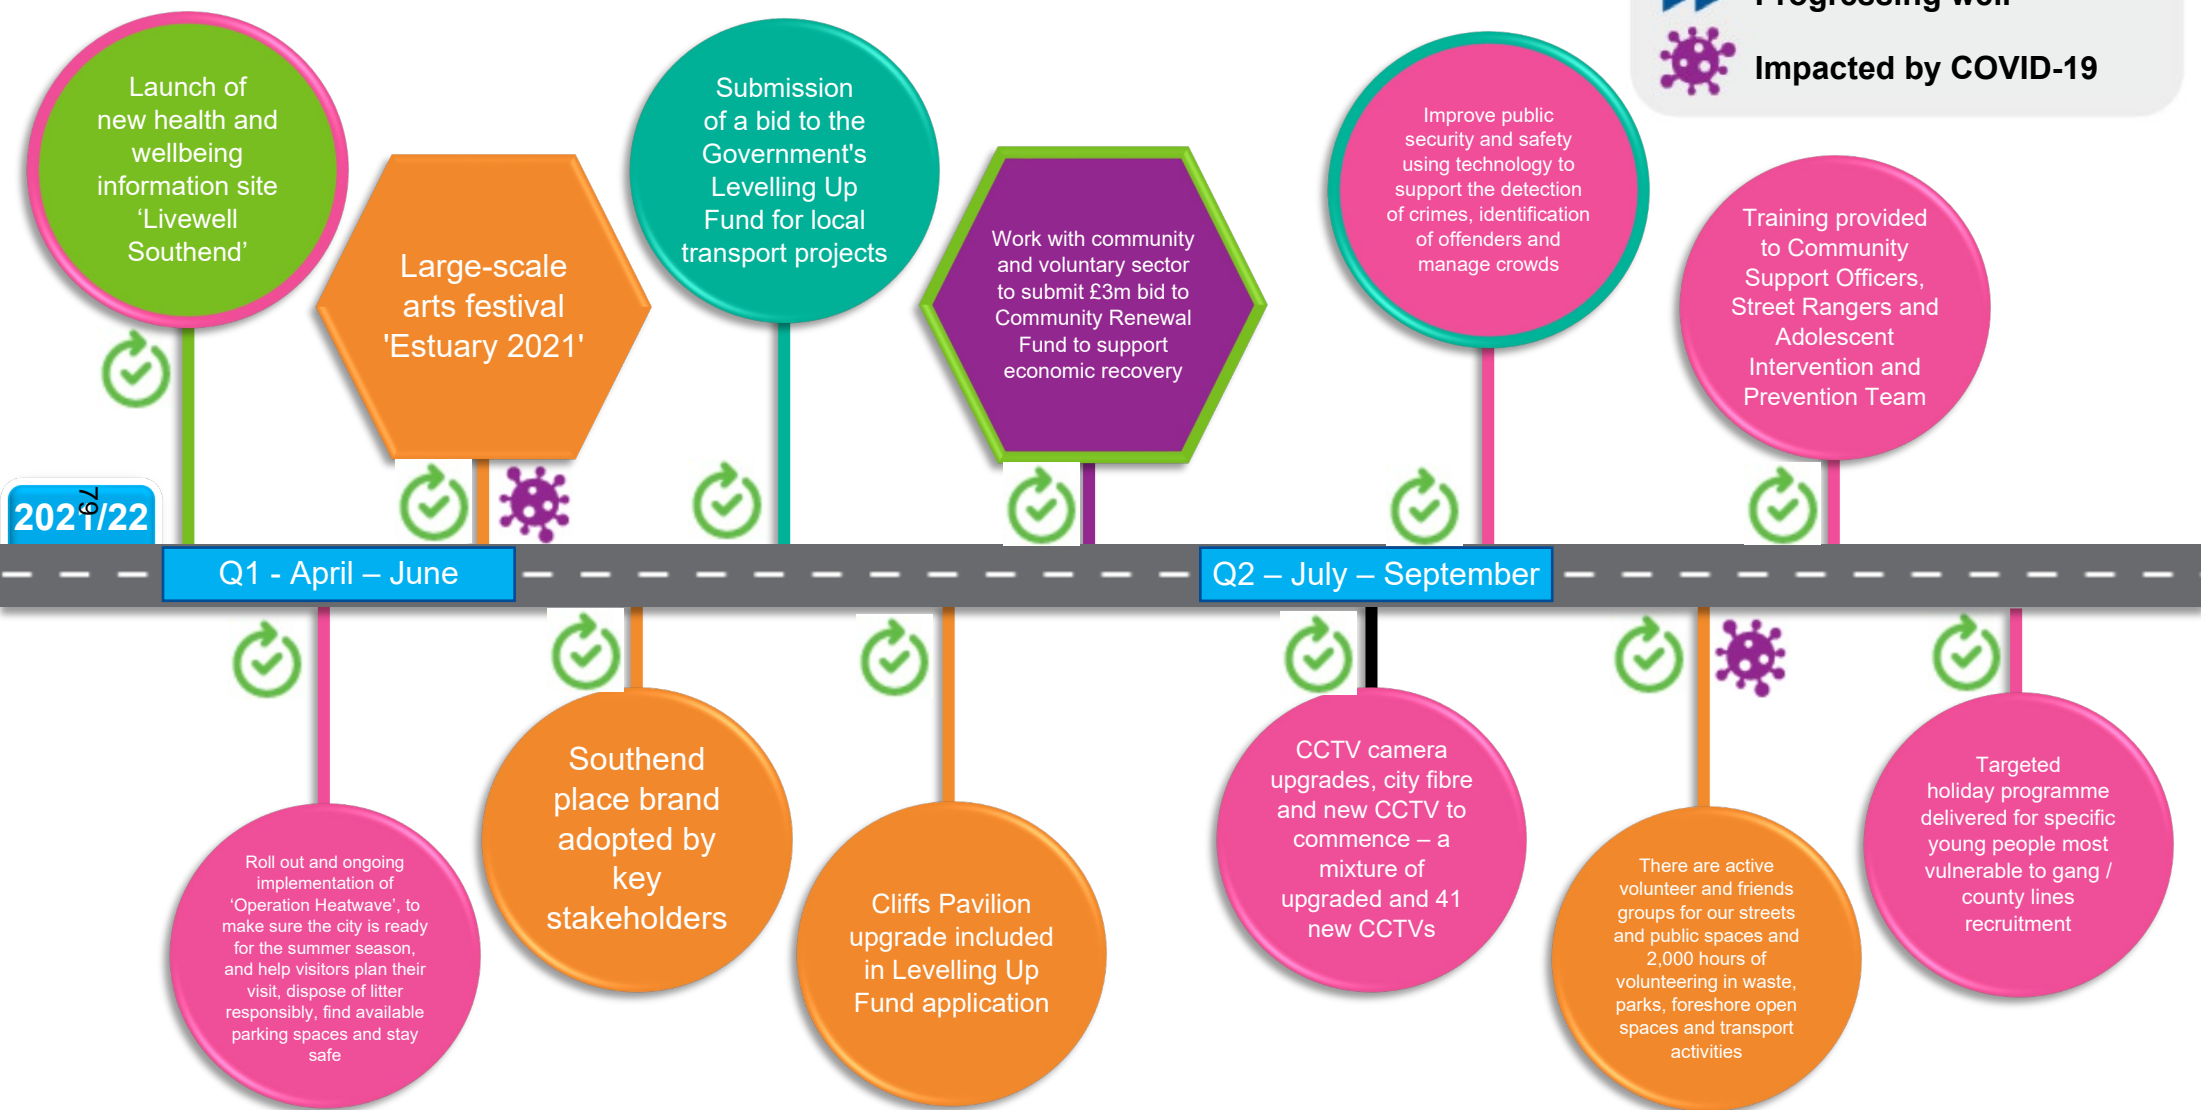 Progressing well
Impacted by COVID-19
Launch of
new health and
wellbeing
information site
‘Livewell
Southend’
Large-scale
arts festival
'Estuary 2021'
Submission
of a bid to the
Government's
Levelling Up
Fund for local
transport projects
Work with community
and voluntary sector
to submit £3m bid to
Community Renewal
Fund to support
economic recovery
Improve public
security and safety
using technology to
support the detection
of crimes, identification
of offenders and
manage crowds
Training provided
to Community
Support Officers,
Street Rangers and
Adolescent
Intervention and
Prevention Team
2021/22
79
Q1 - April – June
Q2 – July – September
Roll out and ongoing
implementation of
‘Operation Heatwave’, to
make sure the city is ready
for the summer season,
and help visitors plan their
visit, dispose of litter
responsibly, find available
parking spaces and stay
safe
Southend
place brand
adopted by
key
stakeholders
Cliffs Pavilion
upgrade included
in Levelling Up
Fund application
CCTV camera
upgrades, city fibre
and new CCTV to
commence – a
mixture of
upgraded and 41
new CCTVs
There are active
volunteer and friends
groups for our streets
and public spaces and
2,000 hours of
volunteering in waste,
parks, foreshore open
spaces and transport
activities
Targeted
holiday programme
delivered for specific
young people most
vulnerable to gang /
county lines
recruitment